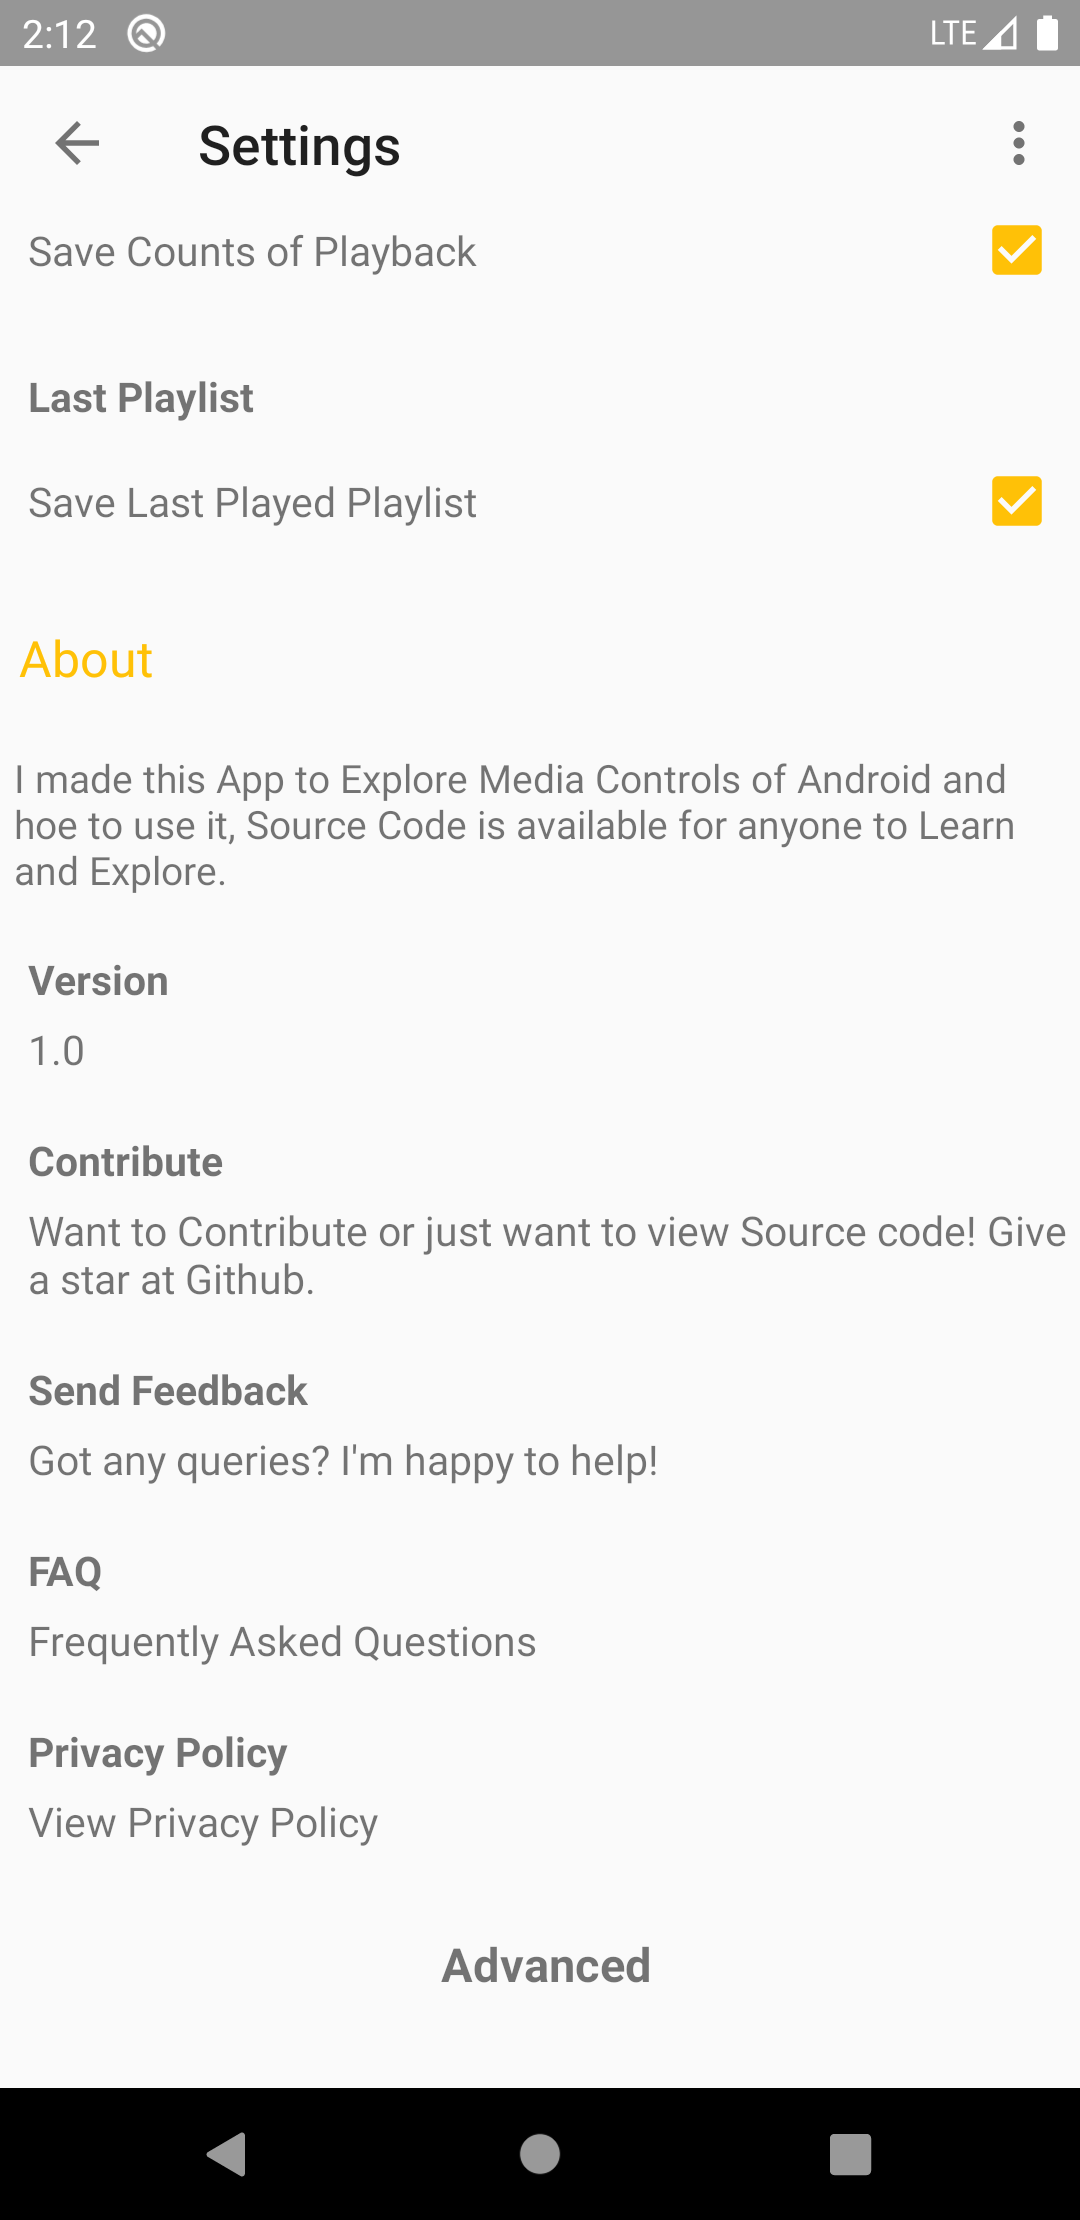 2:12 LTE
Settings
Save Counts of Playback
Last Playlist
Save Last Played Playlist
About
I made this App to Explore Media Controls of Android and
hoe to use it, Source Code is available for anyone to Learn
and Explore.
Version
1.0
Contribute
Want to Contribute or just want to view Source code! Give
a star at Github.
Send Feedback
Got any queries? I'm happy to help!
FAQ
Frequently Asked Questions
Privacy Policy
View Privacy Policy
Advanced